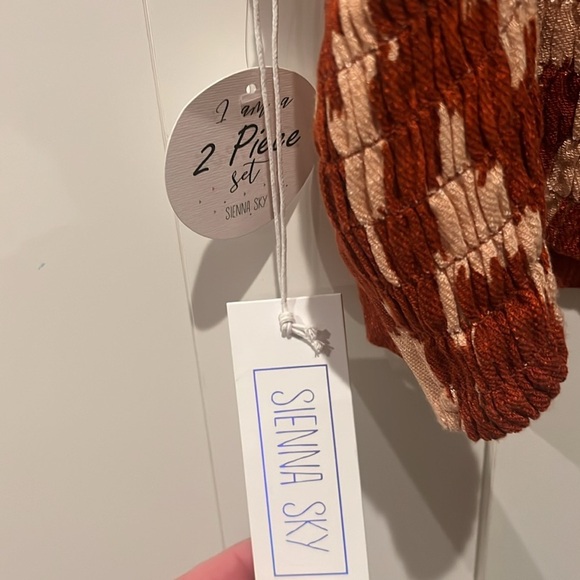 I am a
2 Piece
set
SIENNA SKY
SIENNA SKY